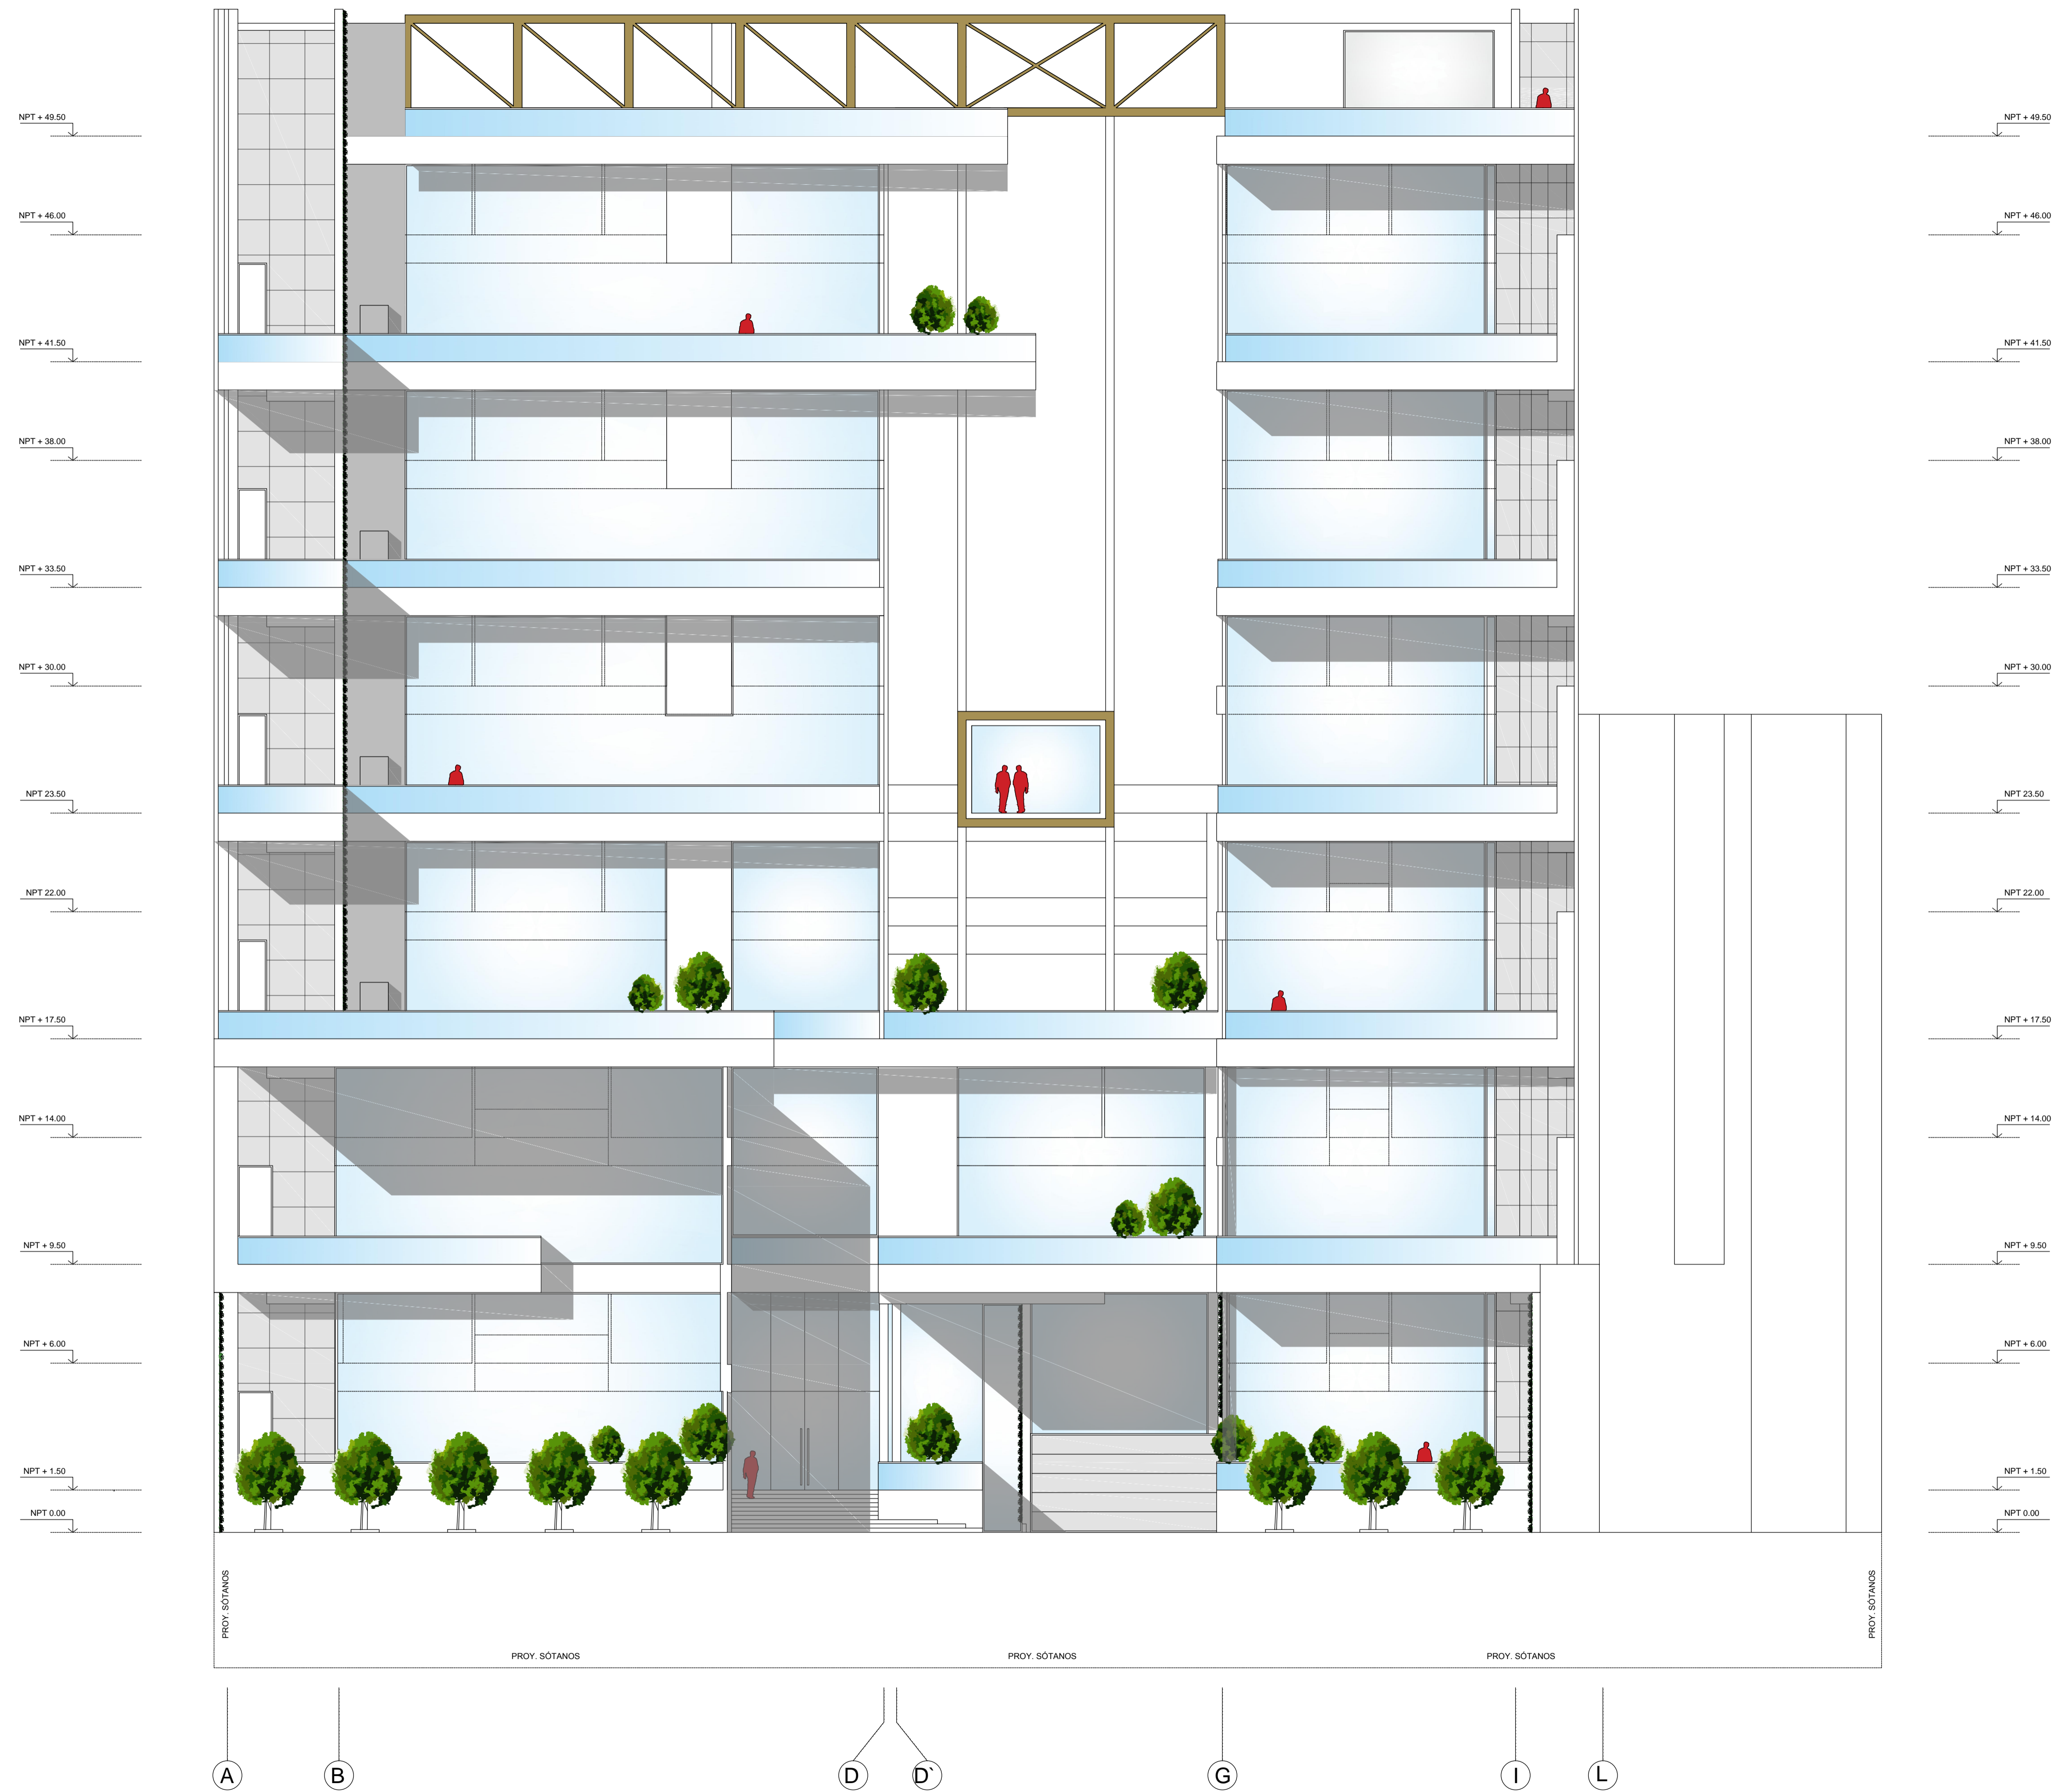 NPT + 49.50
NPT + 49.50
NPT + 46.00
NPT + 46.00
NPT + 41.50
NPT + 41.50
NPT + 38.00
NPT + 38.00
NPT + 33.50
NPT + 33.50
NPT + 30.00
NPT + 30.00
NPT 23.50
NPT 23.50
NPT 22.00
NPT 22.00
NPT + 17.50
NPT + 17.50
NPT + 14.00
NPT + 14.00
NPT + 9.50
NPT + 9.50
NPT + 6.00
NPT + 6.00
NPT + 1.50
NPT + 1.50
NPT 0.00
NPT 0.00
PROY. SÓTANOS
PROY. SÓTANOS
PROY. SÓTANOS
PROY. SÓTANOS
PROY. SÓTANOS
A
B
D
D`
G
I
L